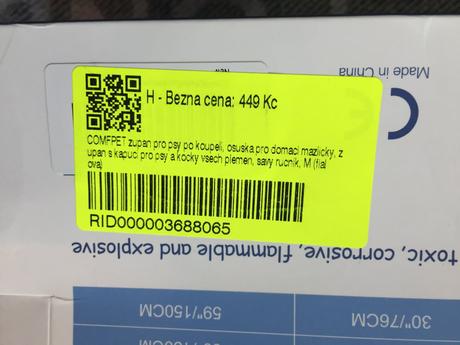 H - Bezna cena: 449 Kc
COMFPET zupan pro psy po koupeli, osuska pro domaci mazlicky, z
upan s kapuci pro psy a kocky vsech plemen, savy rucnik, M (fial
ova)
RID000003688065
Made in China
CE
New
toxic, corrosive, flammable and explosive
59"/150CM
30"/76CM